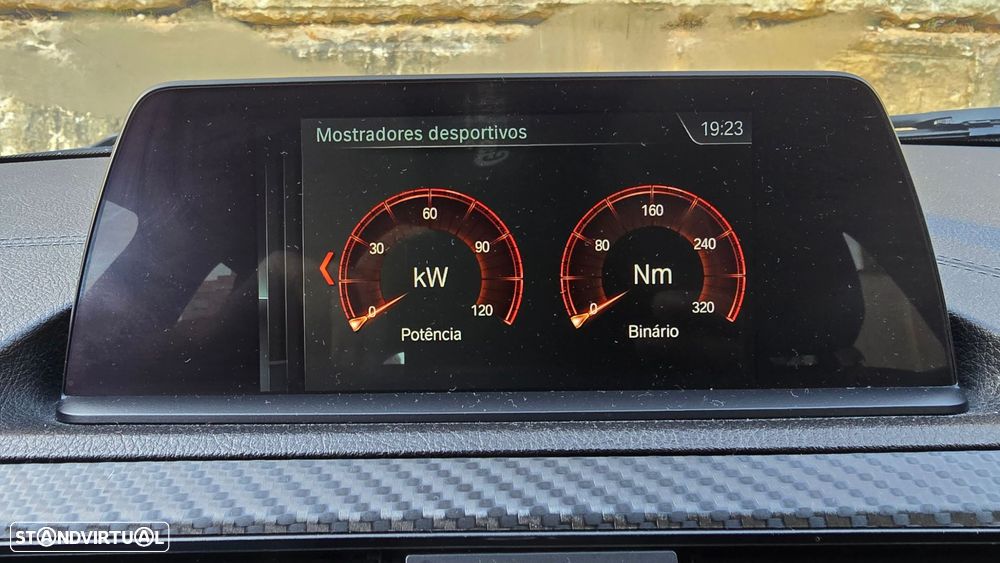 Mostradores desportivos
19:23
60
30
90
kW
0
120
Potência
160
80
240
Nm
0
320
Binário
STANDVIRTUAL